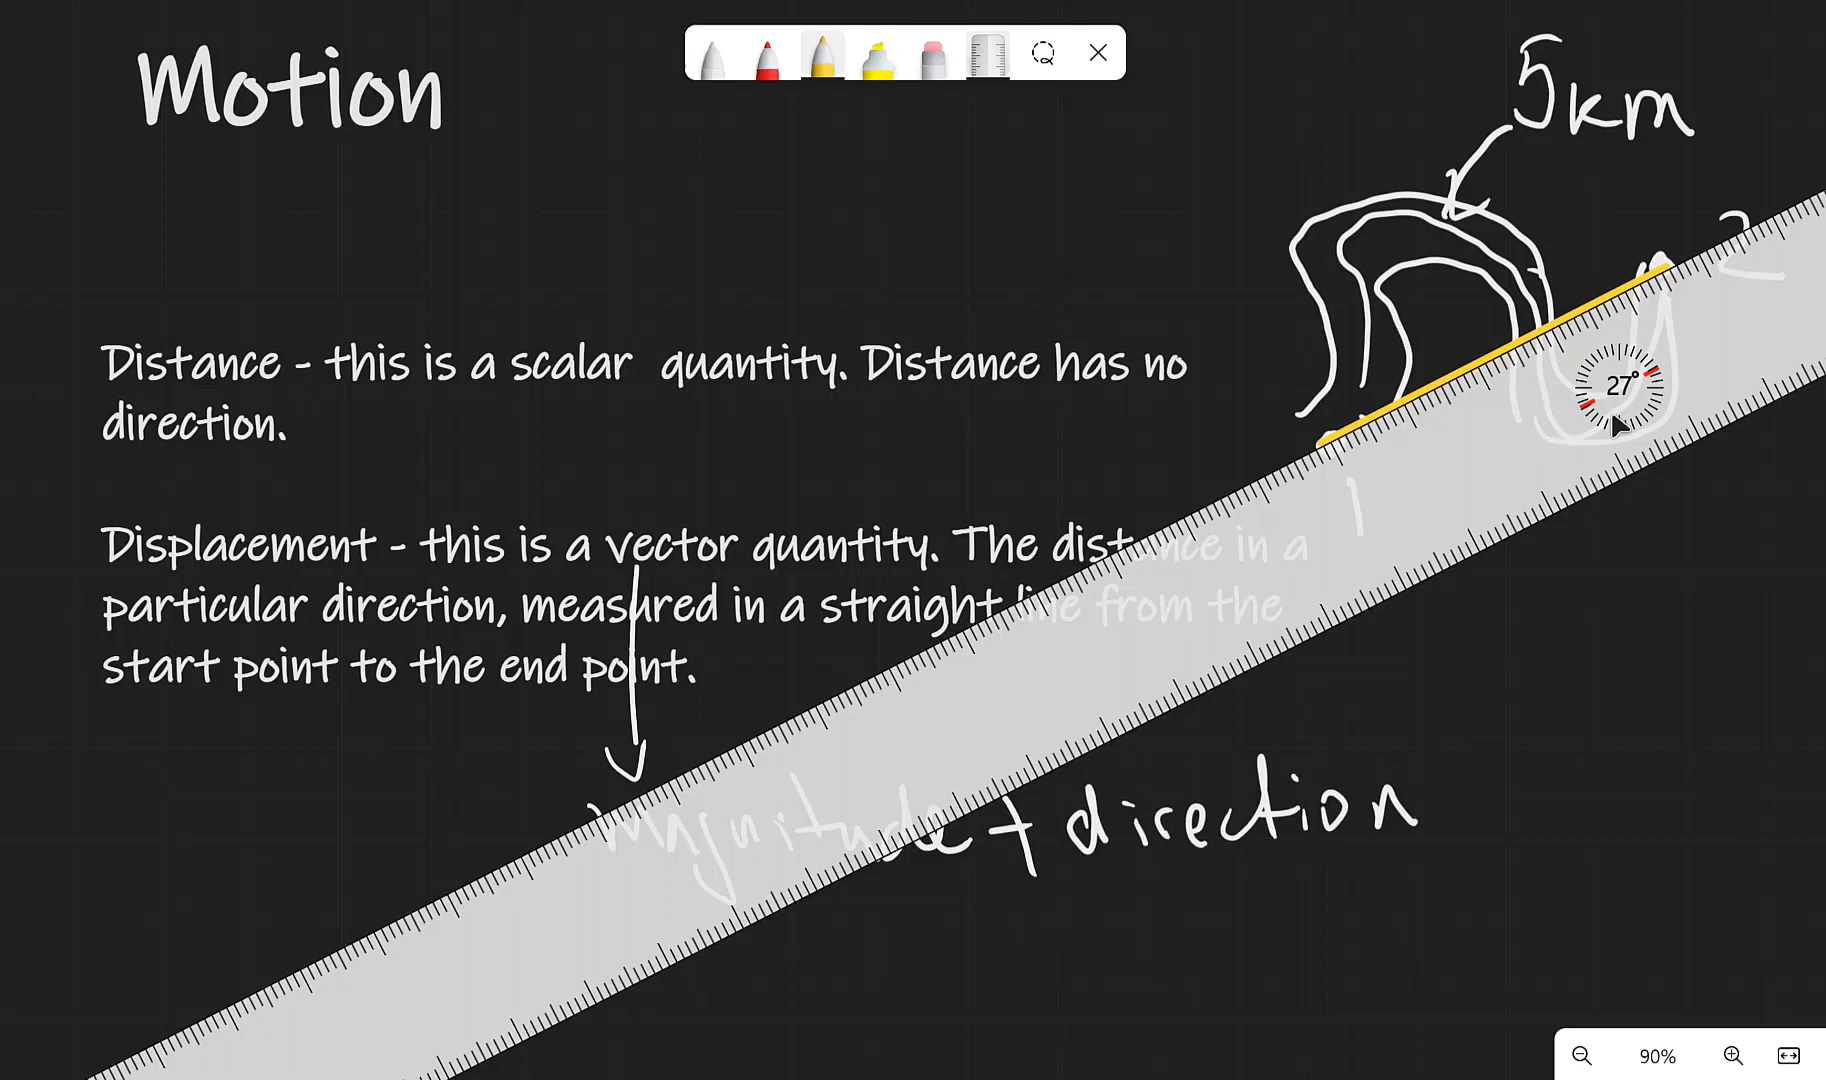 Motion
5km
2
Distance - this is a scalar quantity. Distance has no
direction.
27°
1
Displacement - this is a vector quantity. The distance in a
particular direction, measured in a straight line from the
start point to the end point.
Magnitude + direction
90%